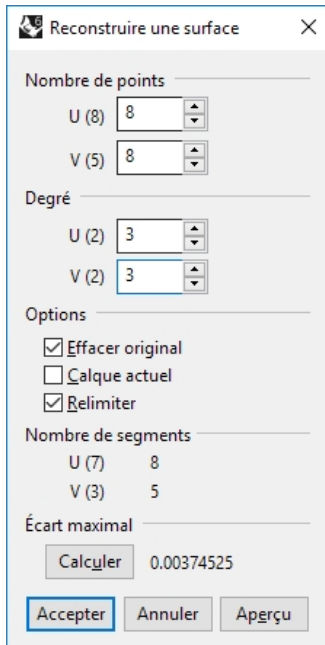 Reconstruire une surface
Nombre de points
U (8) 8
V (5) 8
Degré
U (2) 3
V (2) 3
Options
Effacer original
Calque actuel
Relimiter
Nombre de segments
U (7) 8
V (3) 5
Écart maximal
Calculer 0.00374525
Accepter Annuler Aperçu